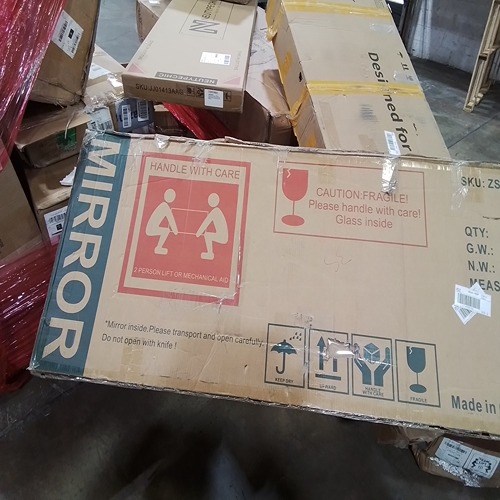 Designed for
MIRROR
HANDLE WITH CARE
2 PERSON LIFT OR MECHANICAL AID
CAUTION:FRAGILE!
Please handle with care!
Glass inside
SKU: ZS
QTY:
G.W.:
N.W.:
MEAS
*Mirror inside.Please transport and open carefully.
Do not open with knife !
KEEP DRY
HANDLE
WITH CARE
FRAGILE
Made in